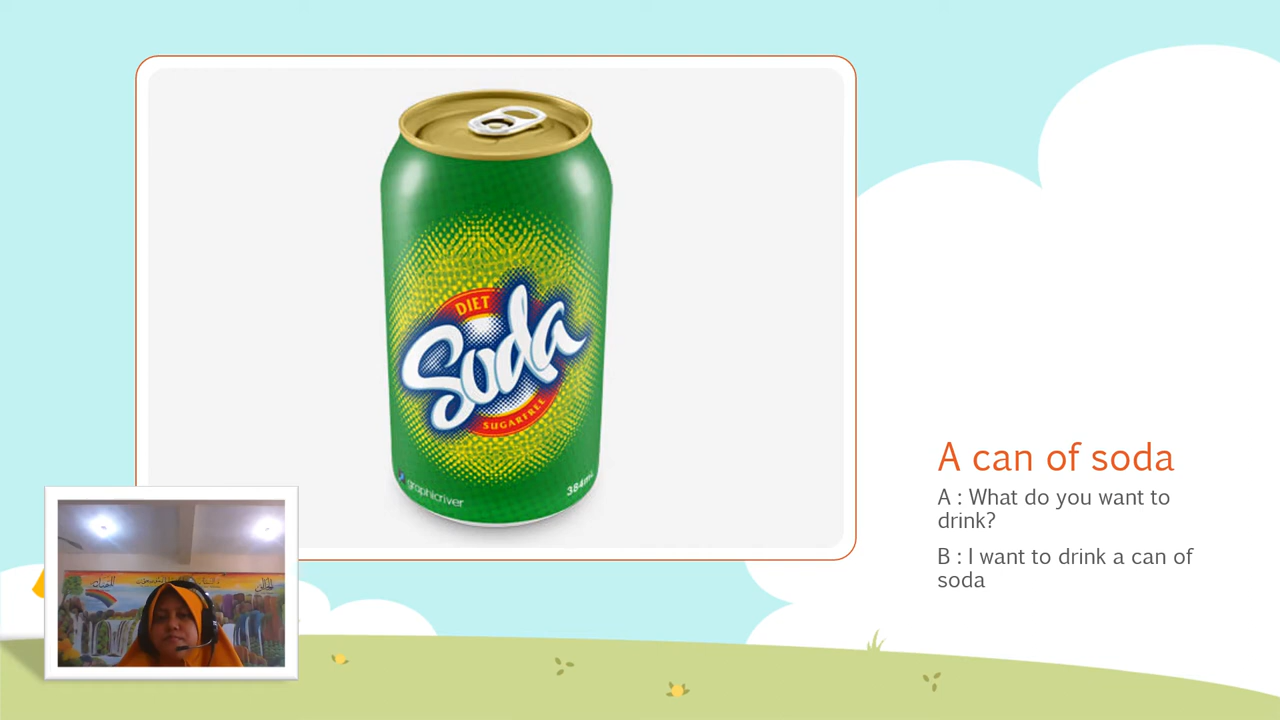 DIET
Soda
SUGARFREE
graphicriver
A can of soda
A : What do you want to
drink?
B : I want to drink a can of
soda